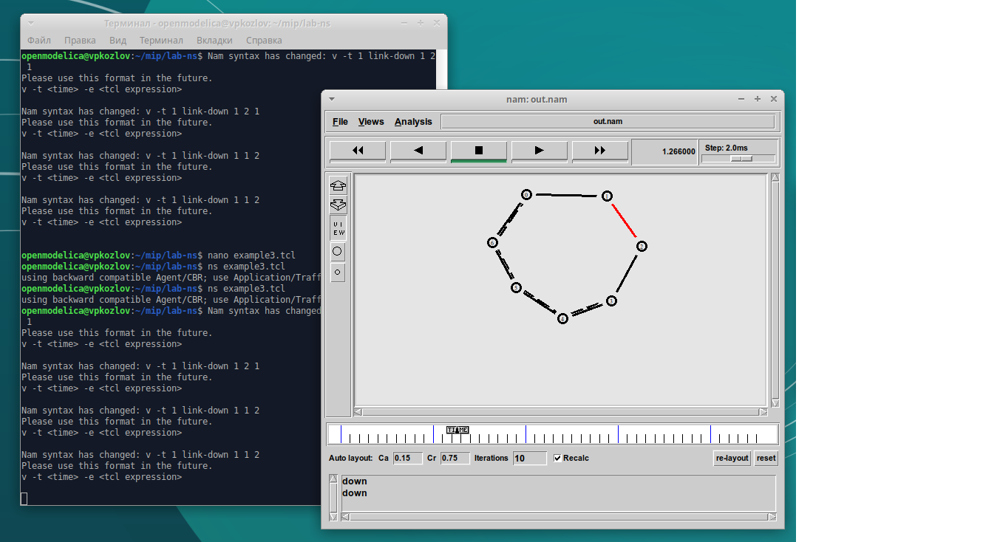 Терминал - openmodelica@vpkozlov: ~/mip/lab-ns
Файл Правка Вид Терминал Вкладки Справка
openmodelica@vpkozlov:~/mip/lab-ns$ Nam syntax has changed: v -t 1 link-down 1 2
1
Please use this format in the future.
v -t <time> -e <tcl expression>
Nam syntax has changed: v -t 1 link-down 1 2 1
Please use this format in the future.
v -t <time> -e <tcl expression>
Nam syntax has changed: v -t 1 link-down 1 1 2
Please use this format in the future.
v -t <time> -e <tcl expression>
Nam syntax has changed: v -t 1 link-down 1 1 2
Please use this format in the future.
v -t <time> -e <tcl expression>
openmodelica@vpkozlov:~/mip/lab-ns$ nano example3.tcl
openmodelica@vpkozlov:~/mip/lab-ns$ ns example3.tcl
using backward compatible Agent/CBR; use Application/Traff
openmodelica@vpkozlov:~/mip/lab-ns$ ns example3.tcl
using backward compatible Agent/CBR; use Application/Traff
openmodelica@vpkozlov:~/mip/lab-ns$ Nam syntax has changed
1
Please use this format in the future.
v -t <time> -e <tcl expression>
Nam syntax has changed: v -t 1 link-down 1 2 1
Please use this format in the future.
v -t <time> -e <tcl expression>
Nam syntax has changed: v -t 1 link-down 1 1 2
Please use this format in the future.
v -t <time> -e <tcl expression>
Nam syntax has changed: v -t 1 link-down 1 1 2
Please use this format in the future.
v -t <time> -e <tcl expression>
nam: out.nam
File Views Analysis out.nam
1.266000 Step: 2.0ms
VI
EW
0 1
6 2
5 3
4
TIME
Auto layout: Ca 0.15 Cr 0.75 Iterations 10 Recalc re-layout reset
down
down